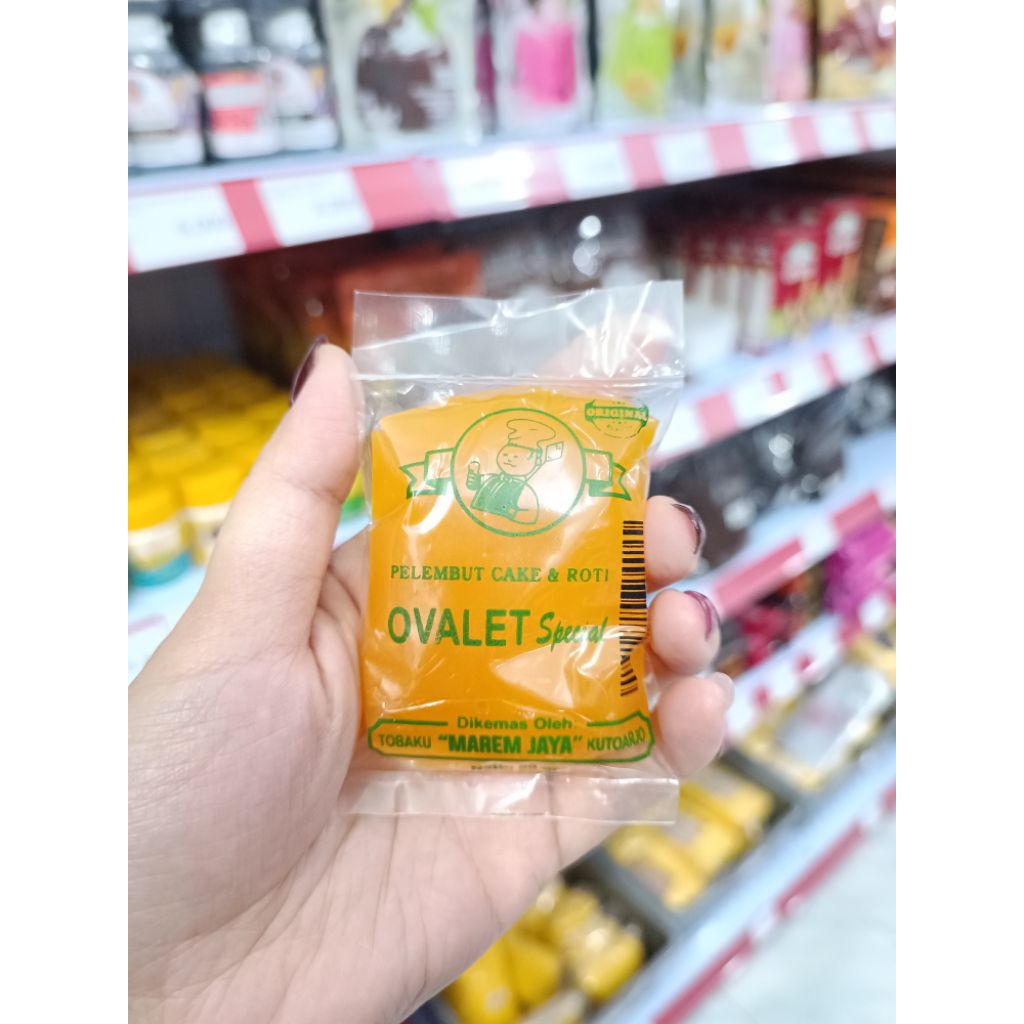 ORIGINAL
PELEMBUT CAKE & ROTI
OVALET Special
Dikemas Oleh
TOBAKU "MAREM JAYA" KUTOARJO